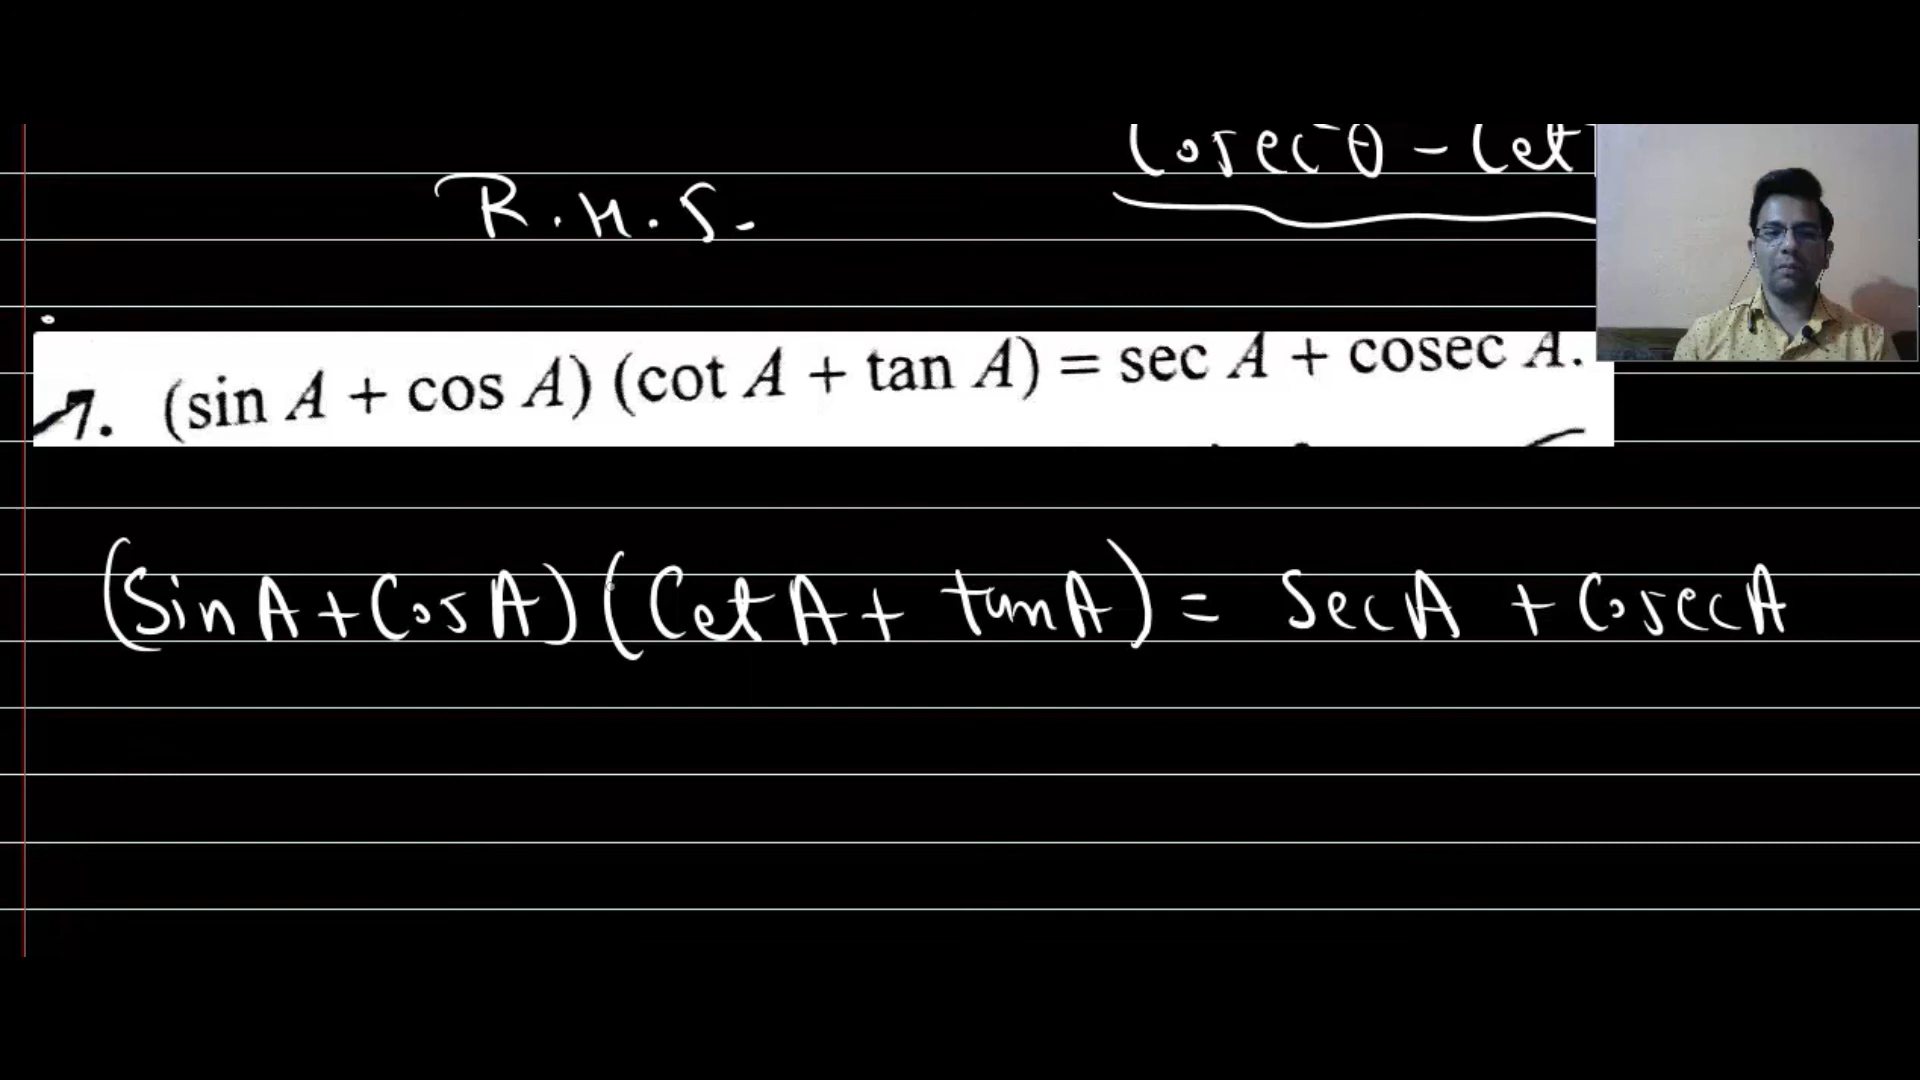 Cosec²θ - Cot
R.H.S.
7. (sin A + cos A) (cot A + tan A) = sec A + cosec A.
(Sin A + Cos A) (Cot A + tan A) = Sec A + Cosec A